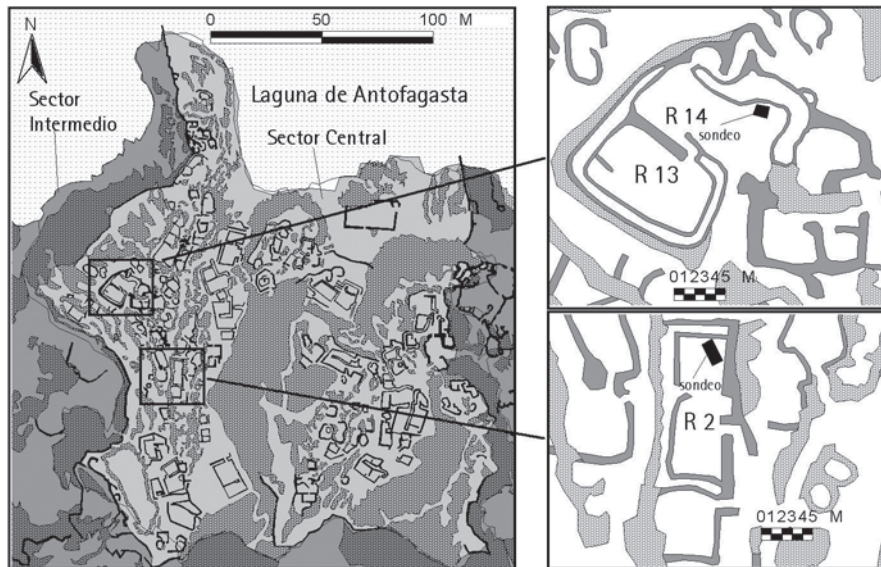 0 50 100 M
N
Sector
Intermedio
Laguna de Antofagasta
Sector Central
R 14
sondeo
R 13
012345 M
sondeo
R 2
012345 M